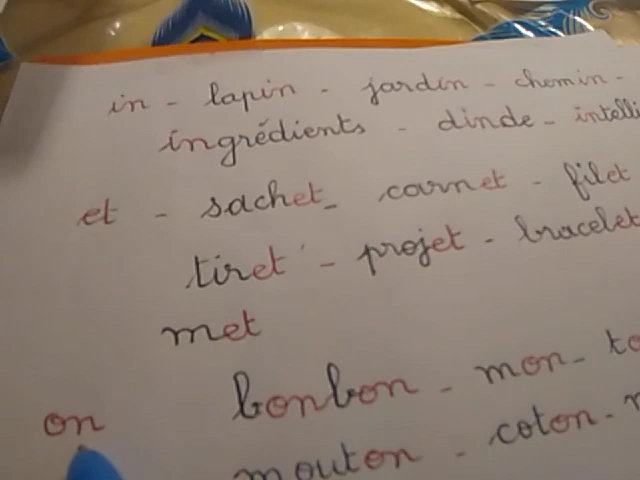 in - lapin - jardin - chemin -
ingrédients - dinde -
et - sachet - carnet - filet
tiret - projet - bracelet
met
on bonbon - mon -
mouton - coton -